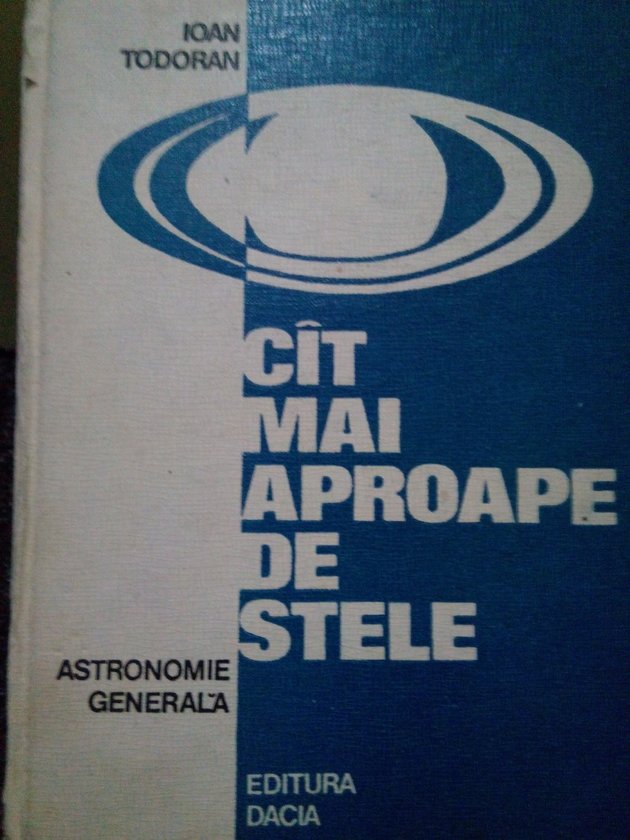 IOAN
TODORAN
CÎT
MAI
APROAPE
DE
STELE
ASTRONOMIE
GENERALĂ
EDITURA
DACIA